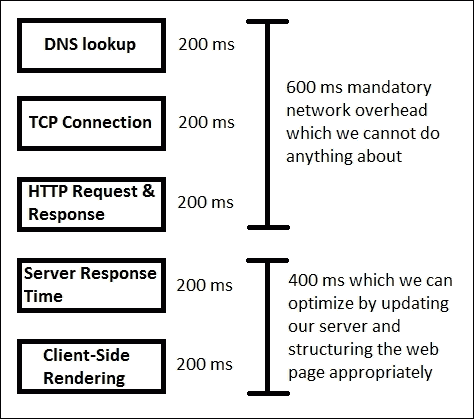 DNS lookup 200 ms
TCP Connection 200 ms
HTTP Request &
Response
200 ms
600 ms mandatory
network overhead
which we cannot do
anything about
Server Response
Time
200 ms
Client-Side
Rendering
200 ms
400 ms which we can
optimize by updating
our server and
structuring the web
page appropriately